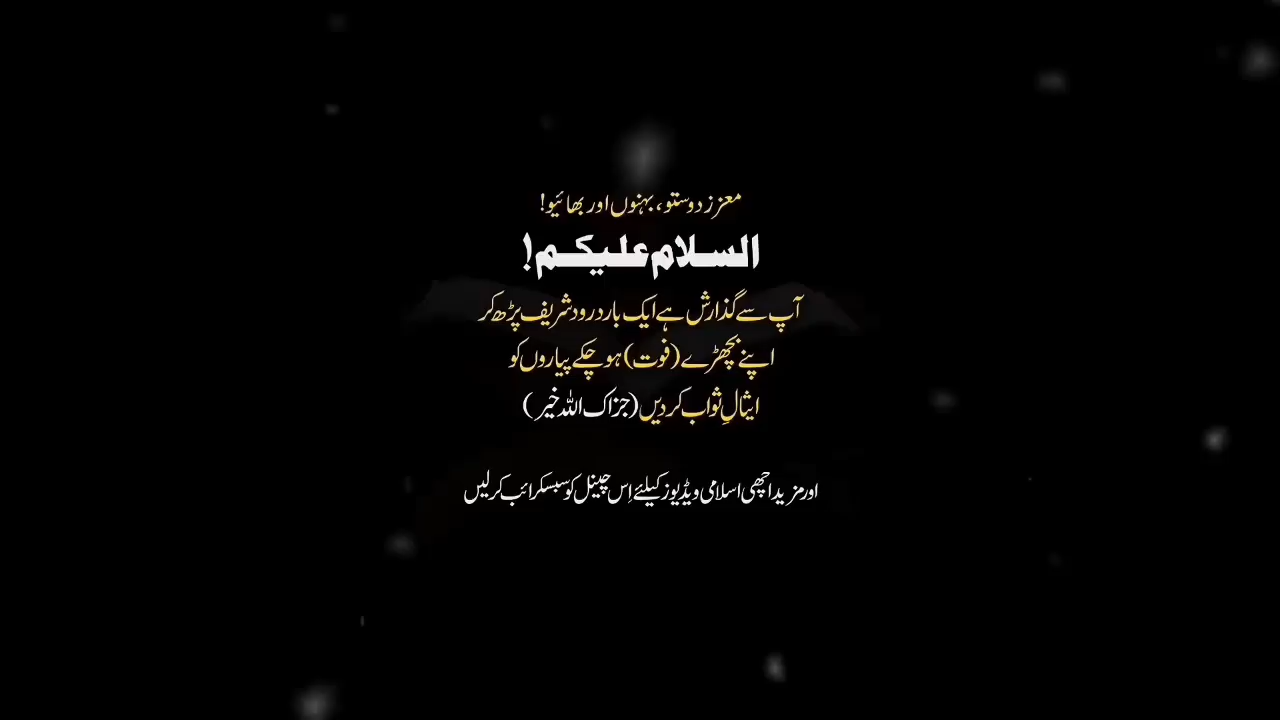 معزز دوستو، بہنوں اور بھائیو!
السلام علیکم!
آپ سے گذارش ہے ایک بار درود شریف پڑھ کر
اپنے بچھڑے (فوت) ہو چکے پیاروں کو
ایثالِ ثواب کر دیں (جزاک اللہ خیر)
اور مزید اچھی اسلامی ویڈیوز کیلئے اِس چینل کو سبسکرائب کر لیں